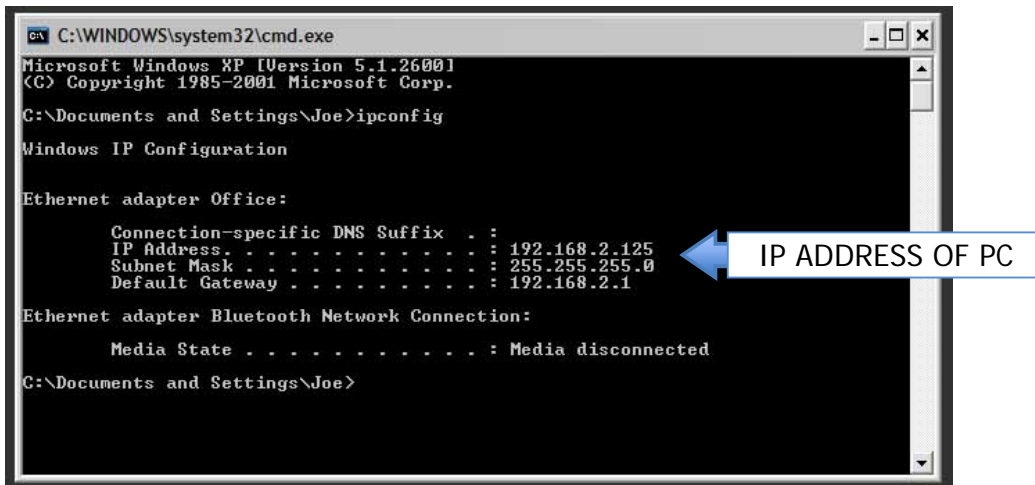 C:\WINDOWS\system32\cmd.exe
Microsoft Windows XP [Version 5.1.2600]
(C) Copyright 1985-2001 Microsoft Corp.
C:\Documents and Settings\Joe>ipconfig
Windows IP Configuration
Ethernet adapter Office:
Connection-specific DNS Suffix . :
IP Address. . . . . . . . . . . . : 192.168.2.125
Subnet Mask . . . . . . . . . . . : 255.255.255.0
Default Gateway . . . . . . . . . : 192.168.2.1
IP ADDRESS OF PC
Ethernet adapter Bluetooth Network Connection:
Media State . . . . . . . . . . . : Media disconnected
C:\Documents and Settings\Joe>